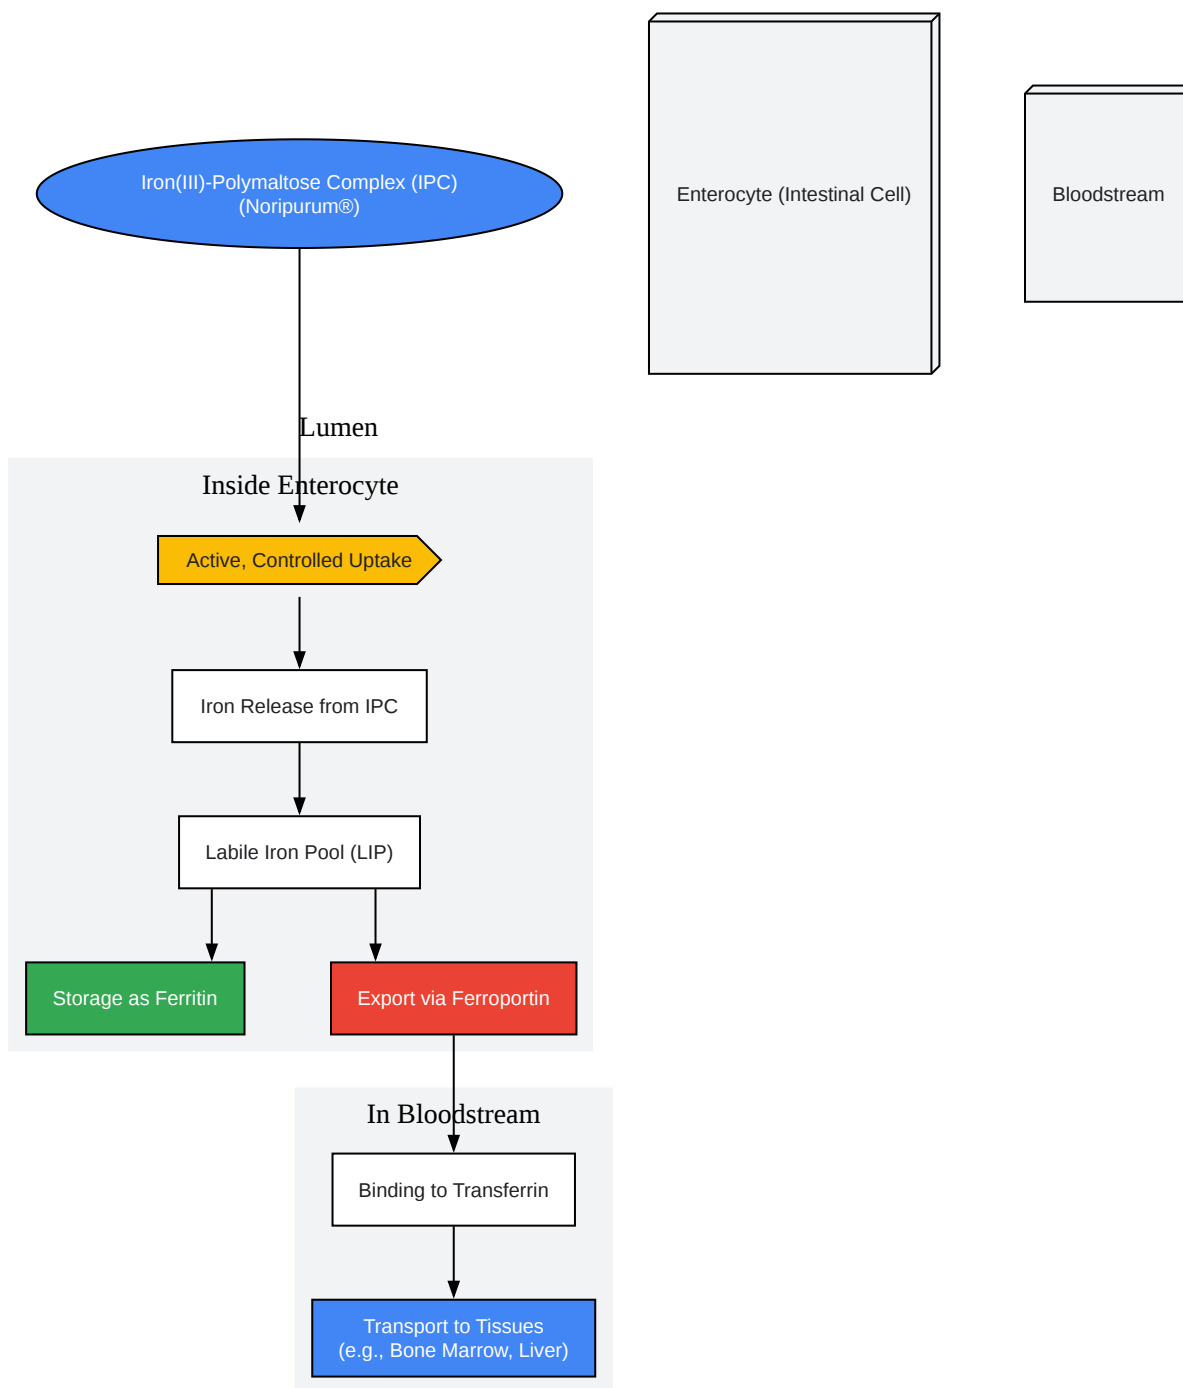 Iron(III)-Polymaltose Complex (IPC)
(Noripurum®)
Enterocyte (Intestinal Cell)
Bloodstream
Lumen
Inside Enterocyte
Active, Controlled Uptake
Iron Release from IPC
Labile Iron Pool (LIP)
Storage as Ferritin
Export via Ferroportin
In Bloodstream
Binding to Transferrin
Transport to Tissues
(e.g., Bone Marrow, Liver)